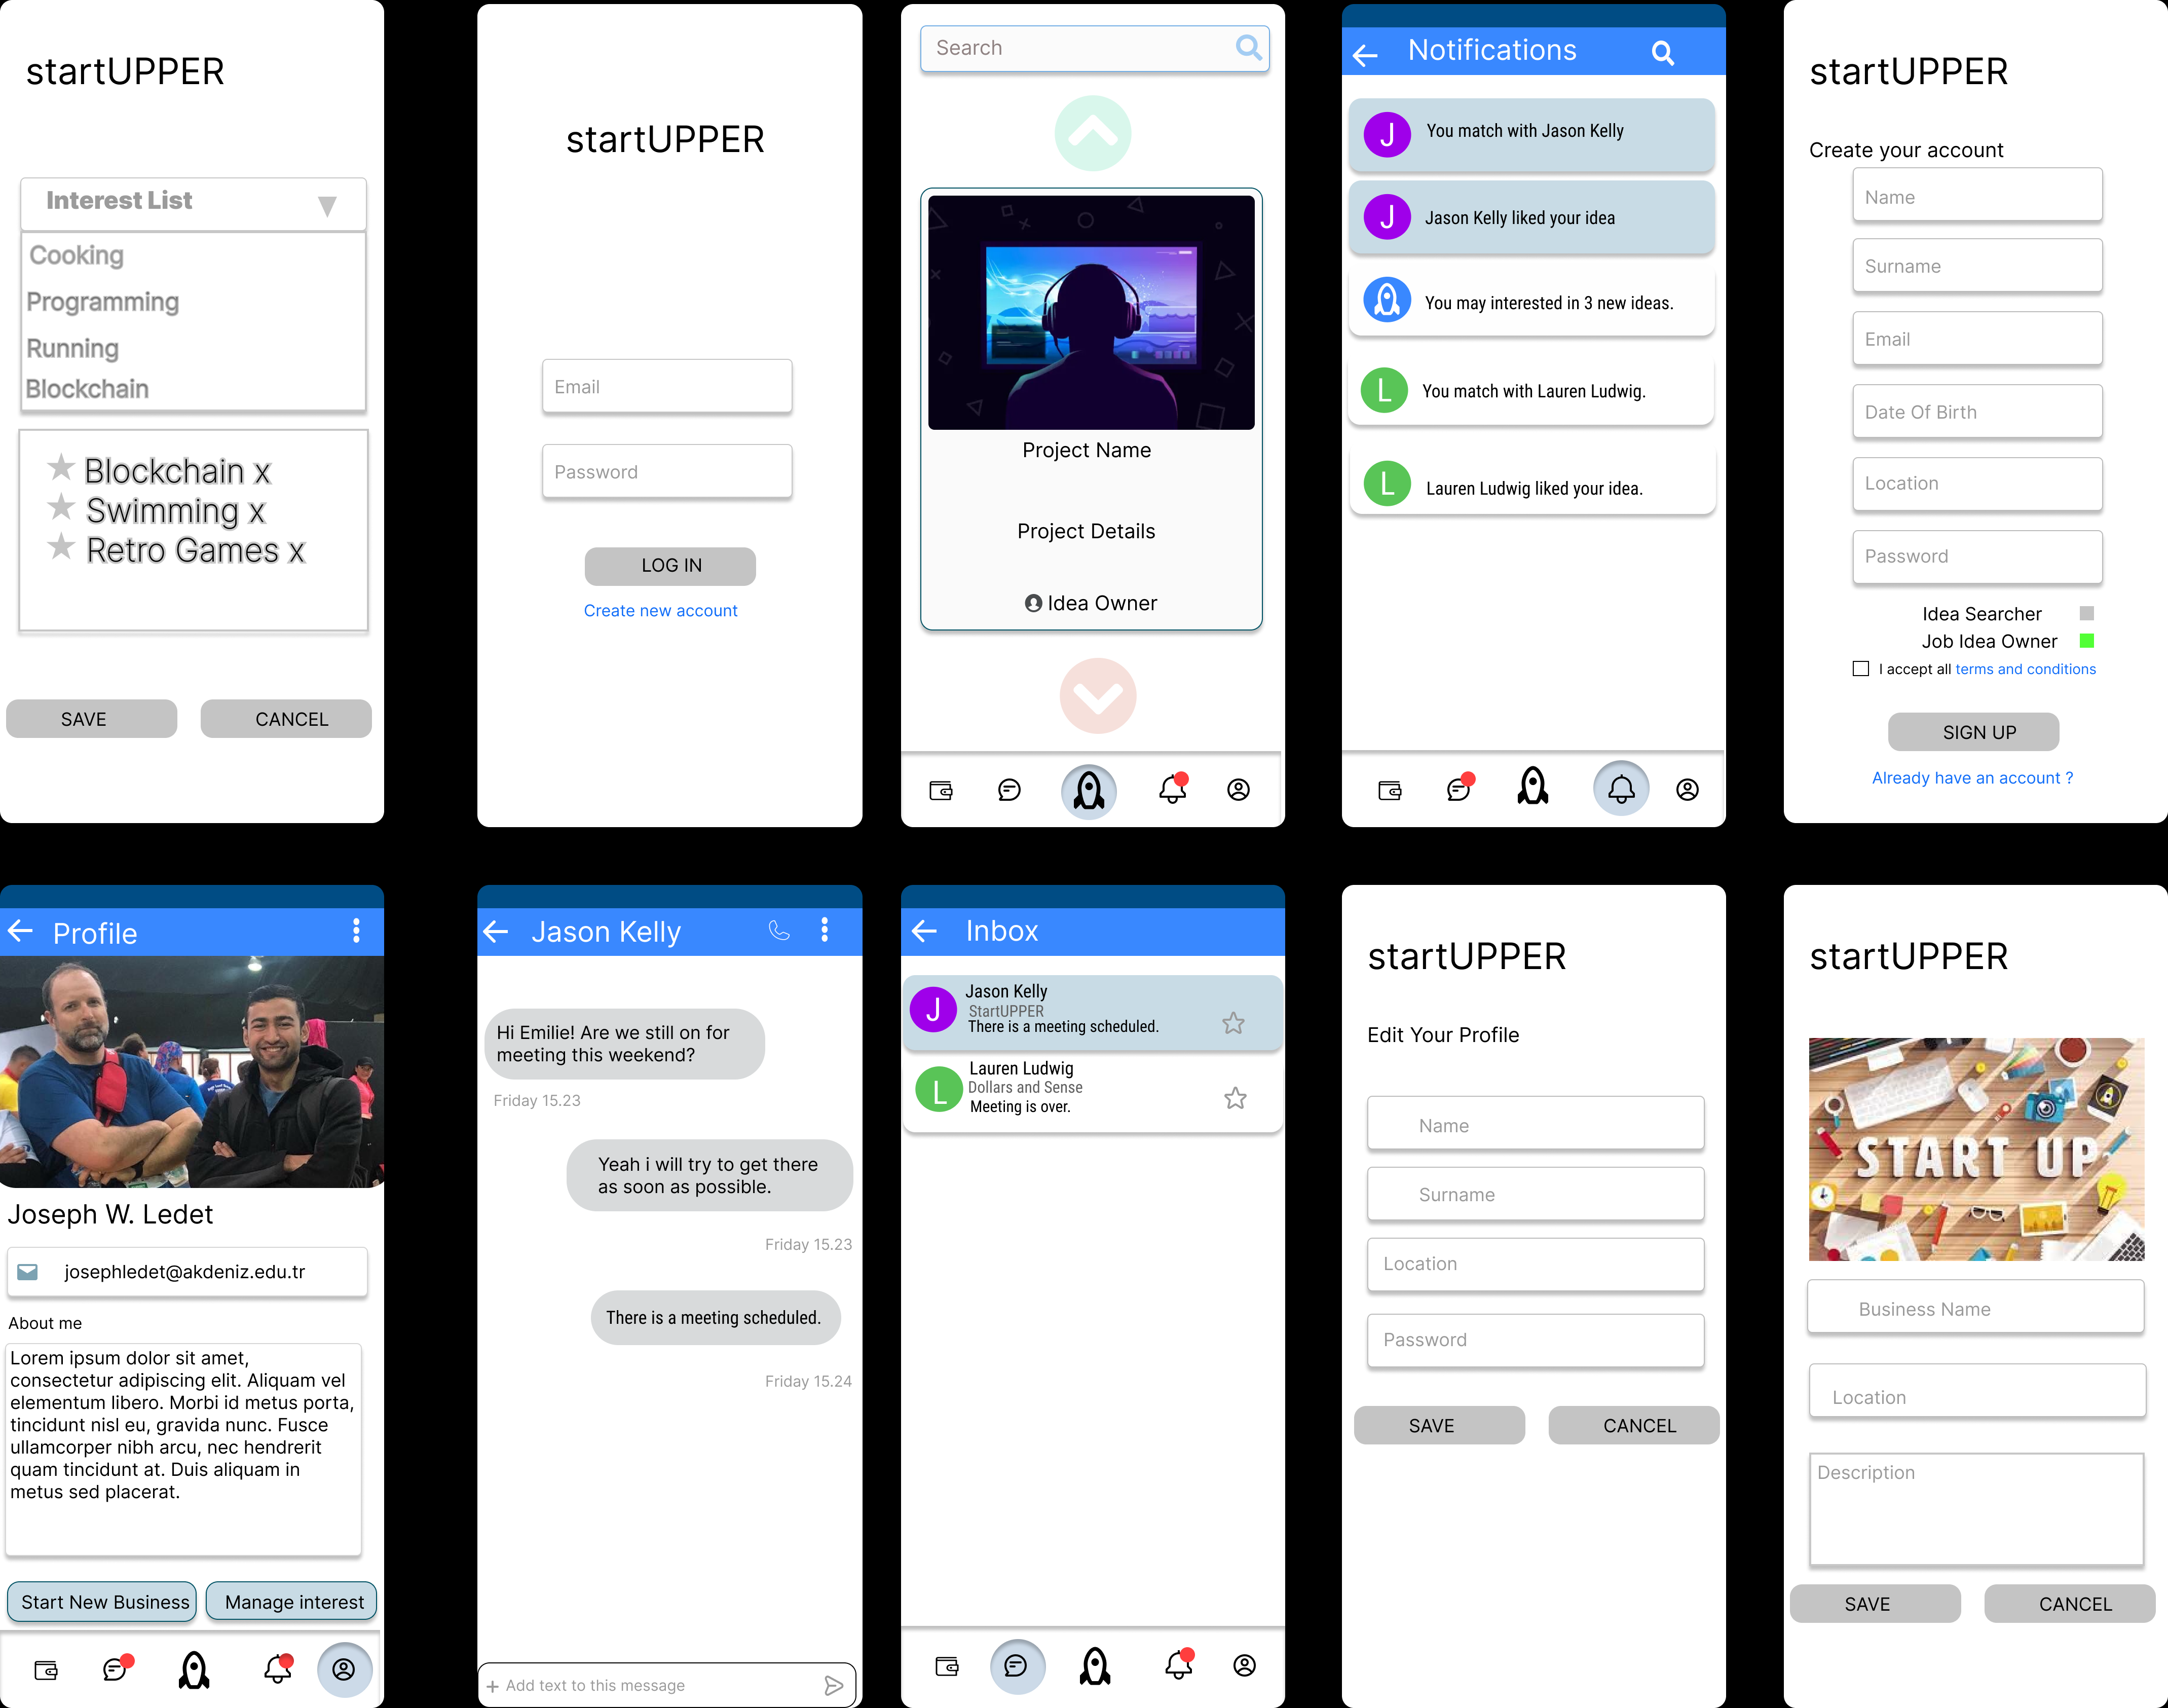 startUPPER
Interest List
Cooking
Programming
Running
Blockchain
Blockchain x
Swimming x
Retro Games x
SAVE
CANCEL
startUPPER
Email
Password
LOG IN
Create new account
Search
Project Name
Project Details
Idea Owner
Notifications
J
You match with Jason Kelly
J
Jason Kelly liked your idea
You may interested in 3 new ideas.
L
You match with Lauren Ludwig.
L
Lauren Ludwig liked your idea.
startUPPER
Create your account
Name
Surname
Email
Date Of Birth
Location
Password
Idea Searcher
Job Idea Owner
I accept all terms and conditions
SIGN UP
Already have an account ?
Profile
Joseph W. Ledet
josephledet@akdeniz.edu.tr
About me
Lorem ipsum dolor sit amet,
consectetur adipiscing elit. Aliquam vel
elementum libero. Morbi id metus porta,
tincidunt nisl eu, gravida nunc. Fusce
ullamcorper nibh arcu, nec hendrerit
quam tincidunt at. Duis aliquam in
metus sed placerat.
Start New Business
Manage interest
Jason Kelly
Hi Emilie! Are we still on for
meeting this weekend?
Friday 15.23
Yeah i will try to get there
as soon as possible.
Friday 15.23
There is a meeting scheduled.
Friday 15.24
+ Add text to this message
Inbox
J
Jason Kelly
StartUPPER
There is a meeting scheduled.
L
Lauren Ludwig
Dollars and Sense
Meeting is over.
startUPPER
Edit Your Profile
Name
Surname
Location
Password
SAVE
CANCEL
startUPPER
START UP
Business Name
Location
Description
SAVE
CANCEL